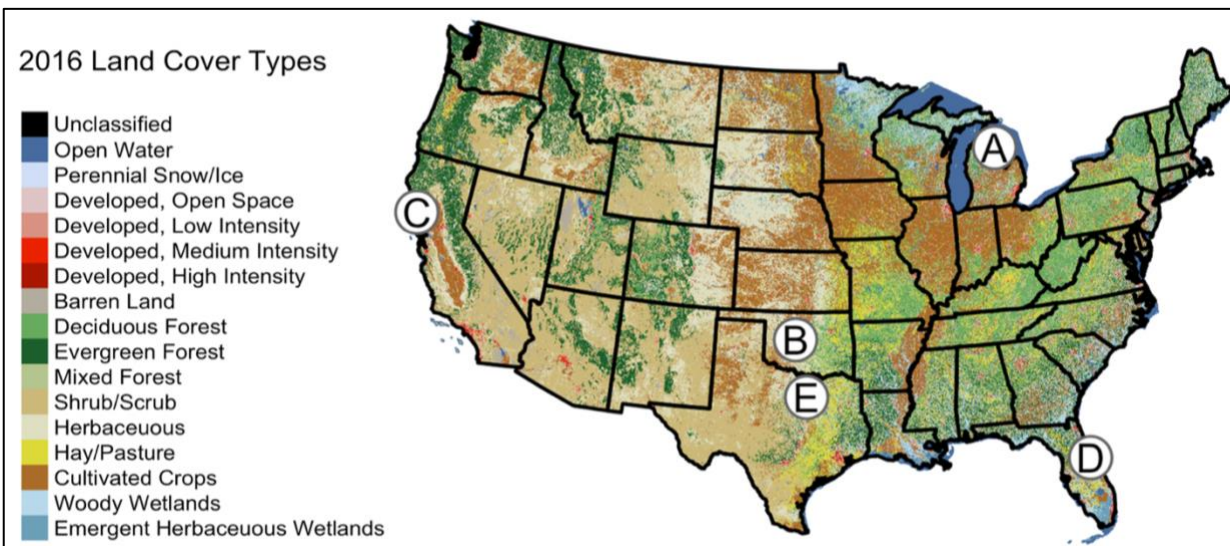 2016 Land Cover Types
Unclassified
Open Water
Perennial Snow/Ice
Developed, Open Space
Developed, Low Intensity
Developed, Medium Intensity
Developed, High Intensity
Barren Land
Deciduous Forest
Evergreen Forest
Mixed Forest
Shrub/Scrub
Herbaceuous
Hay/Pasture
Cultivated Crops
Woody Wetlands
Emergent Herbaceuous Wetlands
A
C
B
E
D